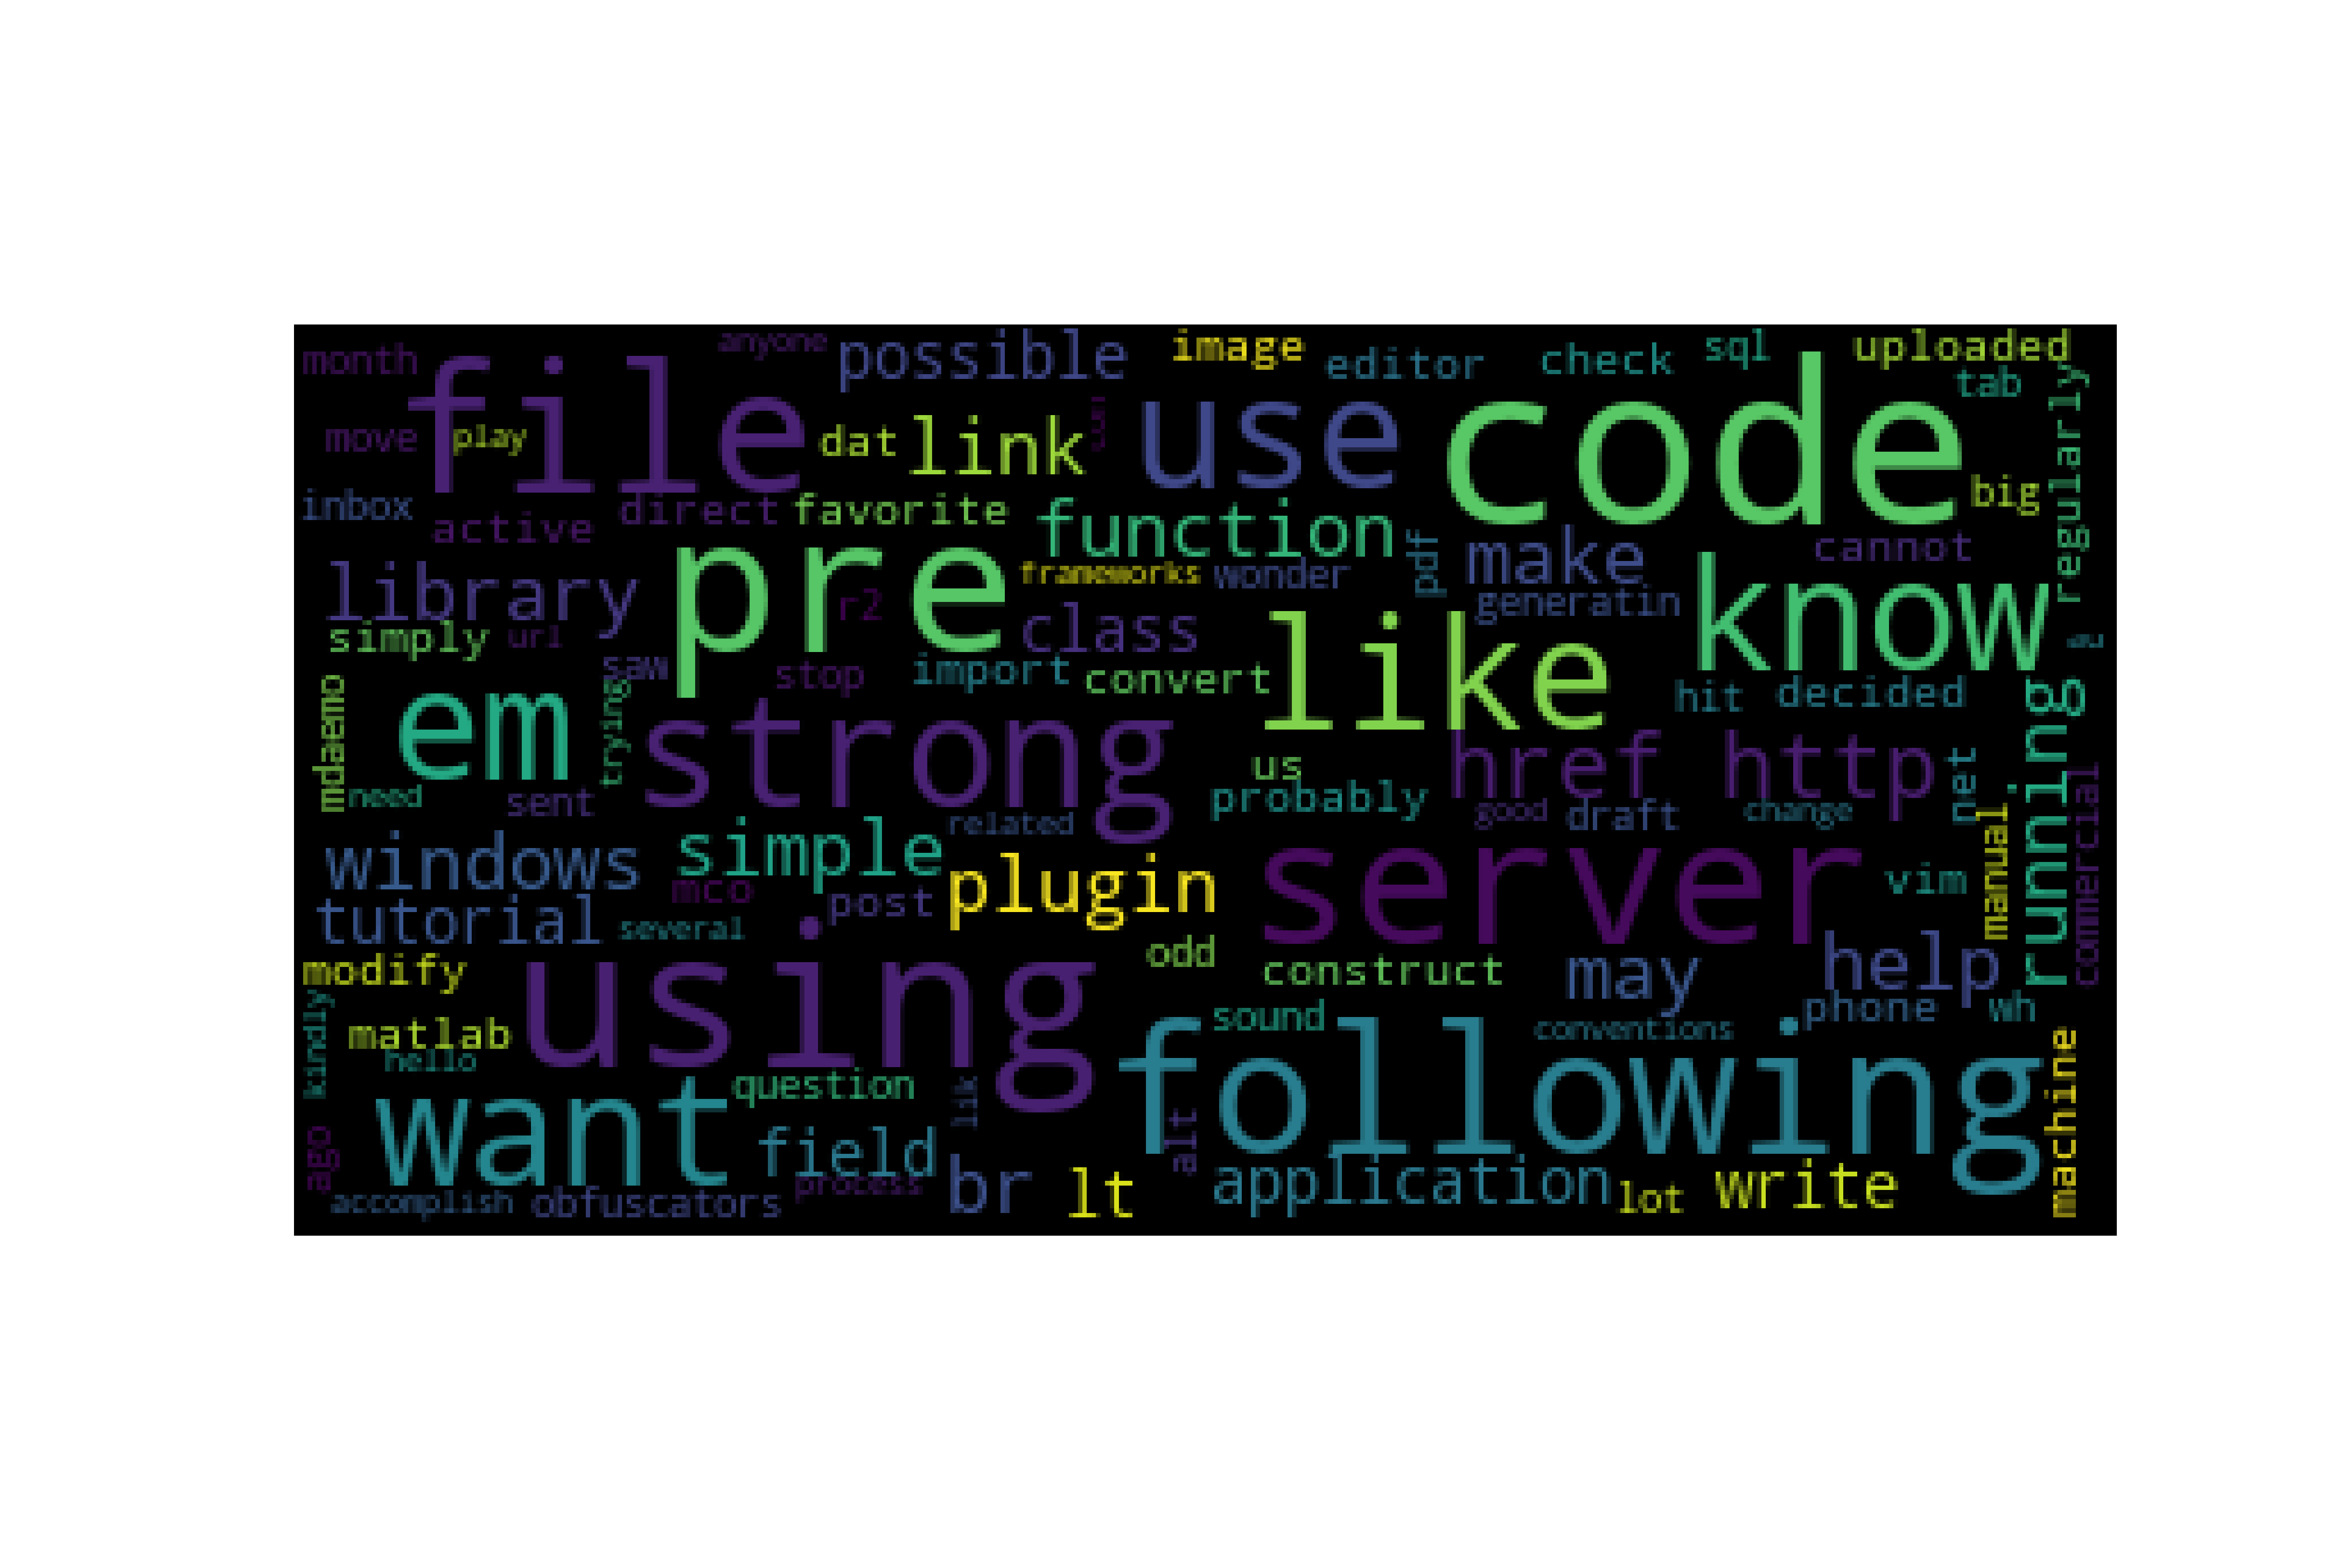 month
anyone
possible
image
editor
check
sql
uploaded
tab
file
use
code
move
play
dat
link
regularly
inbox
active
direct
favorite
function
big
library
pre
frameworks
wonder
pdf
make
cannot
generatin
know
r2
class
like
simply
url
saw
stop
import
convert
hit
decided
au
mdaemo
em
trying
strong
us
href http
net
running
need
sent
related
probably
good
draft
change
manual
commercial
windows
simple
mco
post
plugin
server
vim
tutorial
several
odd
construct
may
help
modify
using
kindly
matlab
hello
sound
conventions
phone
wh
following
machine
want
question
lik
field
alt
ago
accomplish
obfuscators
process
br
lt
application
lot
write